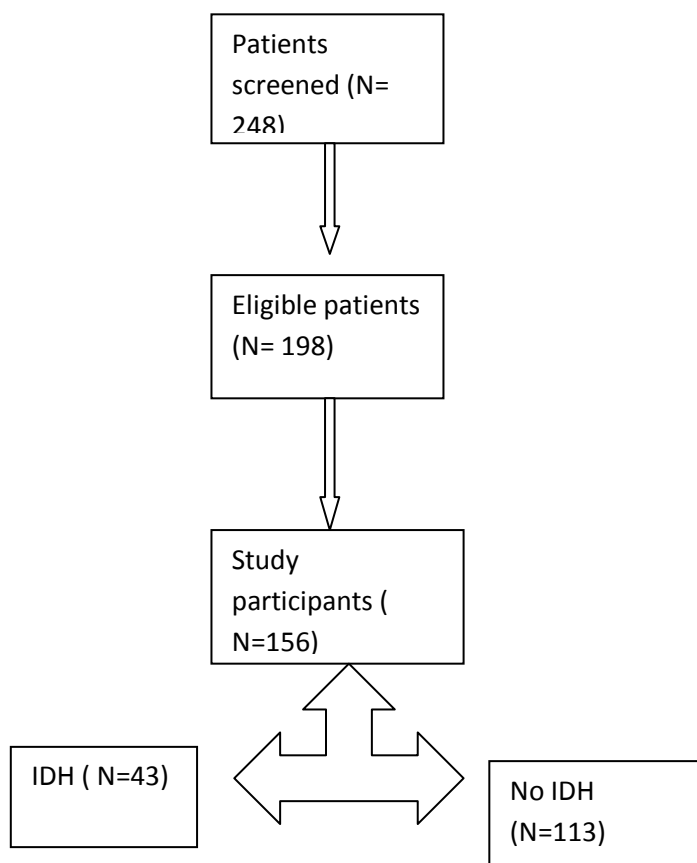 Patients
screened (N=
248)
Eligible patients
(N= 198)
Study
participants (
N=156)
IDH ( N=43)
No IDH
(N=113)